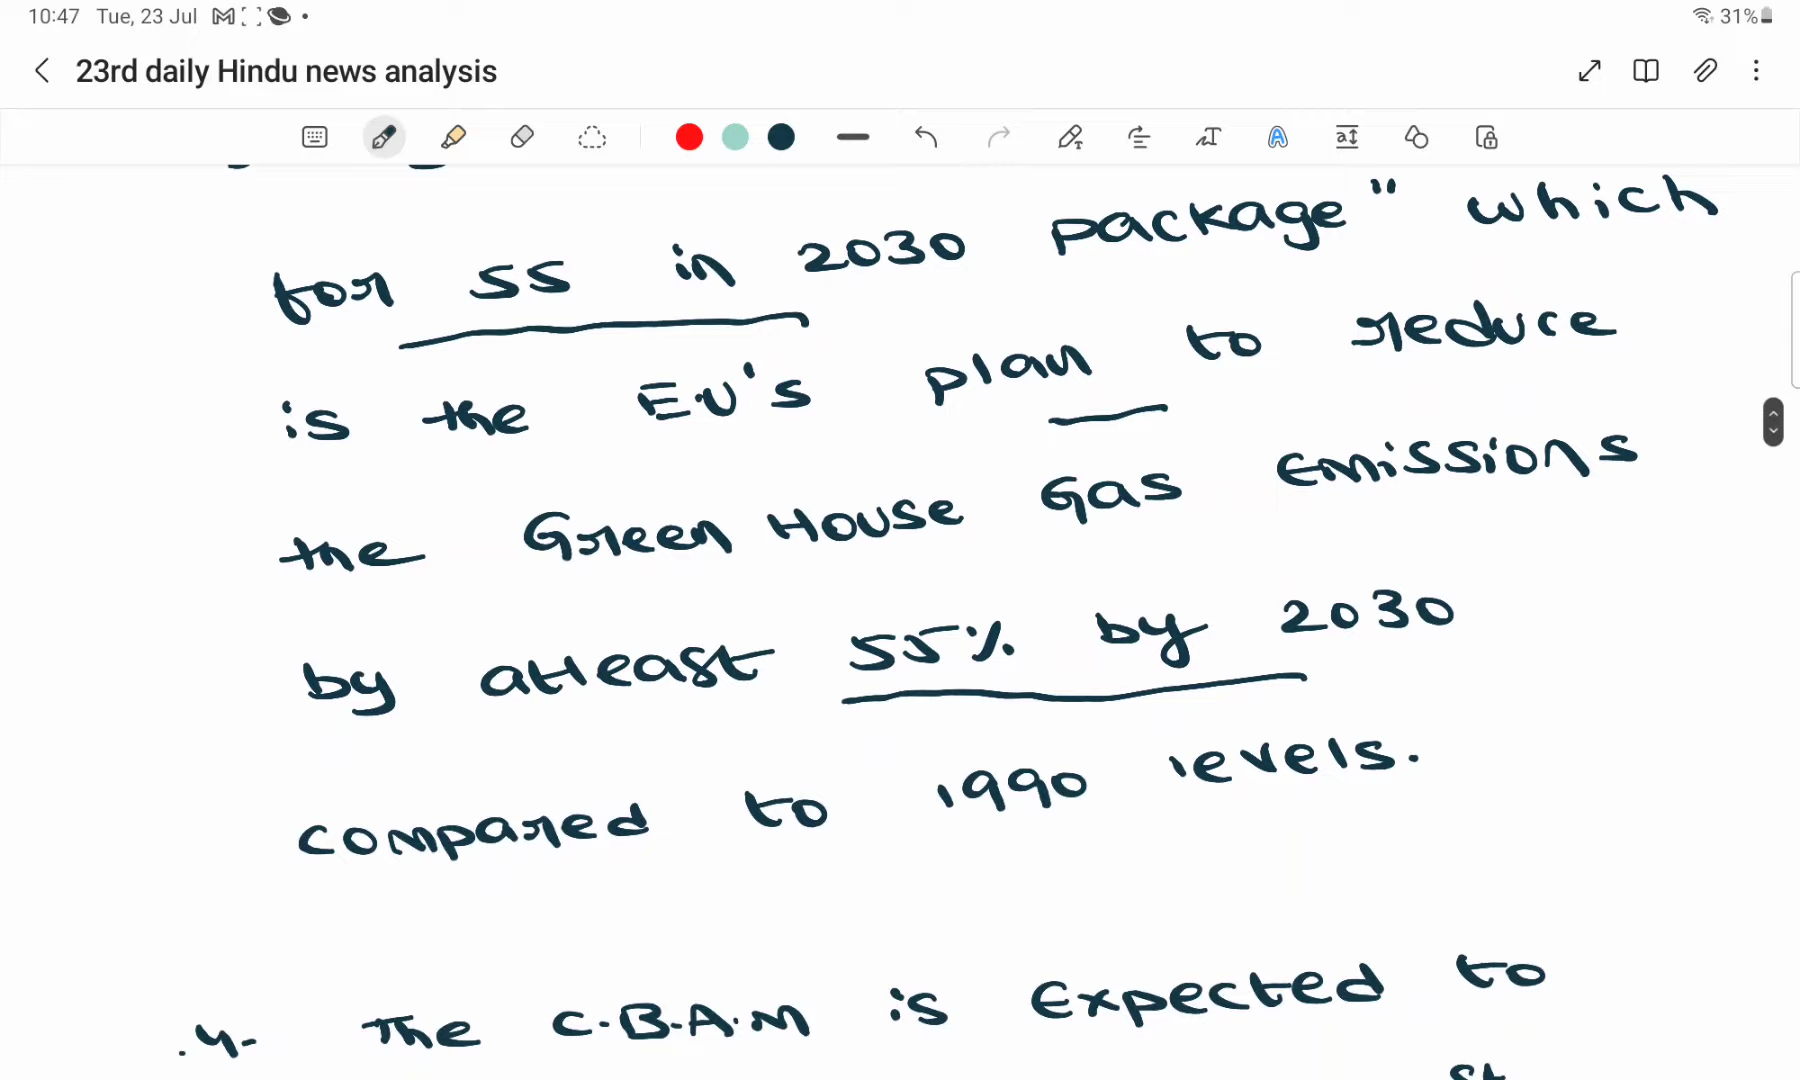 10:47 Tue, 23 Jul
31%
23rd daily Hindu news analysis
for 55 in 2030 package" which
is the E.U's plan to reduce
the Green House Gas Emissions
by atleast 55% by 2030
compared to 1990 levels.
.4. The C.B.A.M is Expected to
st